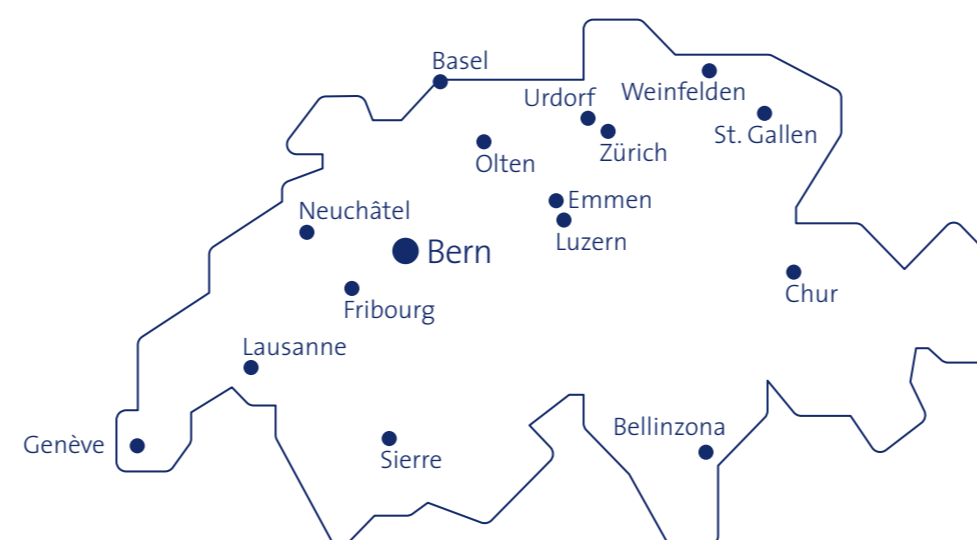 Basel
Weinfelden
Urdorf
St. Gallen
Zürich
Olten
Emmen
Neuchâtel
Luzern
Bern
Chur
Fribourg
Lausanne
Bellinzona
Genève
Sierre